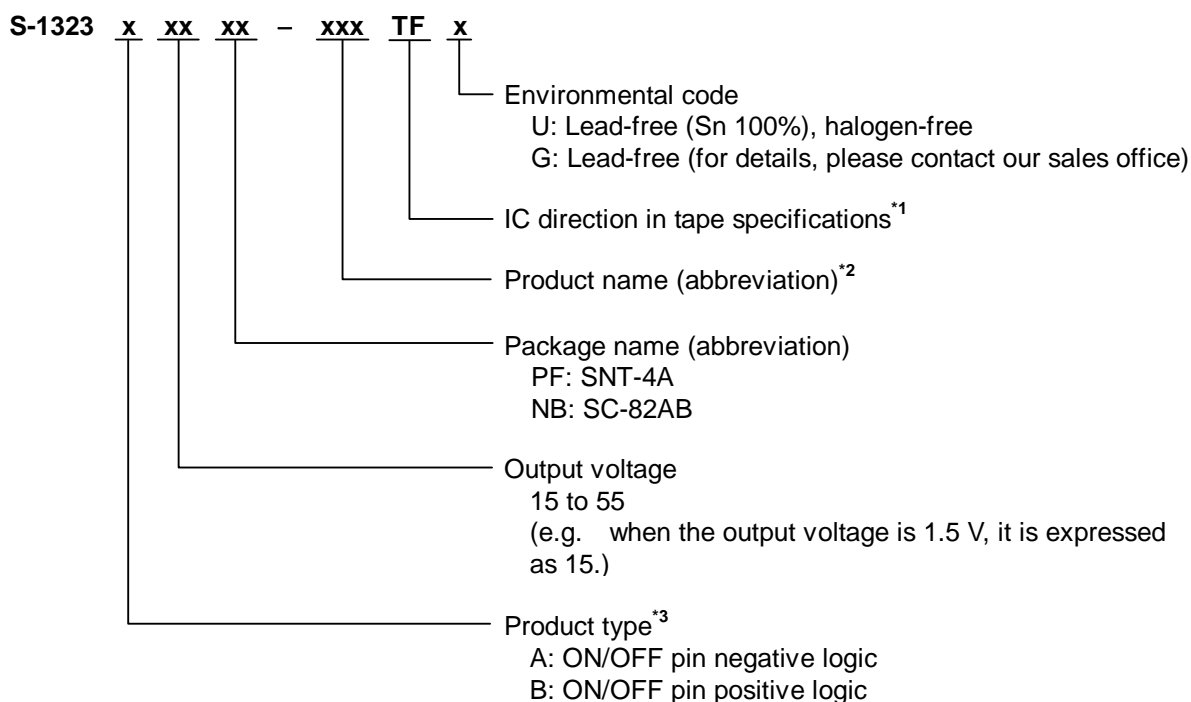 S-1323 x xx xx – xxx TF x
Environmental code
U: Lead-free (Sn 100%), halogen-free
G: Lead-free (for details, please contact our sales office)
IC direction in tape specifications*1
Product name (abbreviation)*2
Package name (abbreviation)
PF: SNT-4A
NB: SC-82AB
Output voltage
15 to 55
(e.g. when the output voltage is 1.5 V, it is expressed
as 15.)
Product type*3
A: ON/OFF pin negative logic
B: ON/OFF pin positive logic